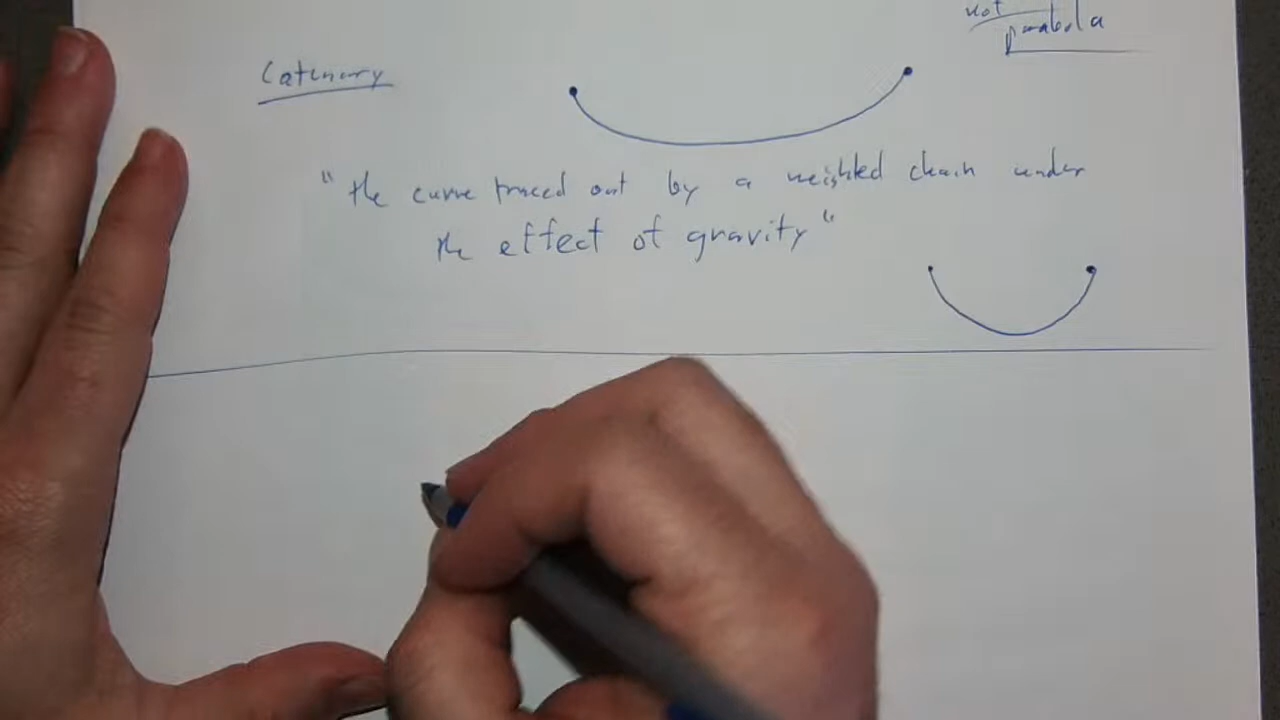 not
parabola
Catenary
"the curve traced out by a weighted chain under
the effect of gravity"